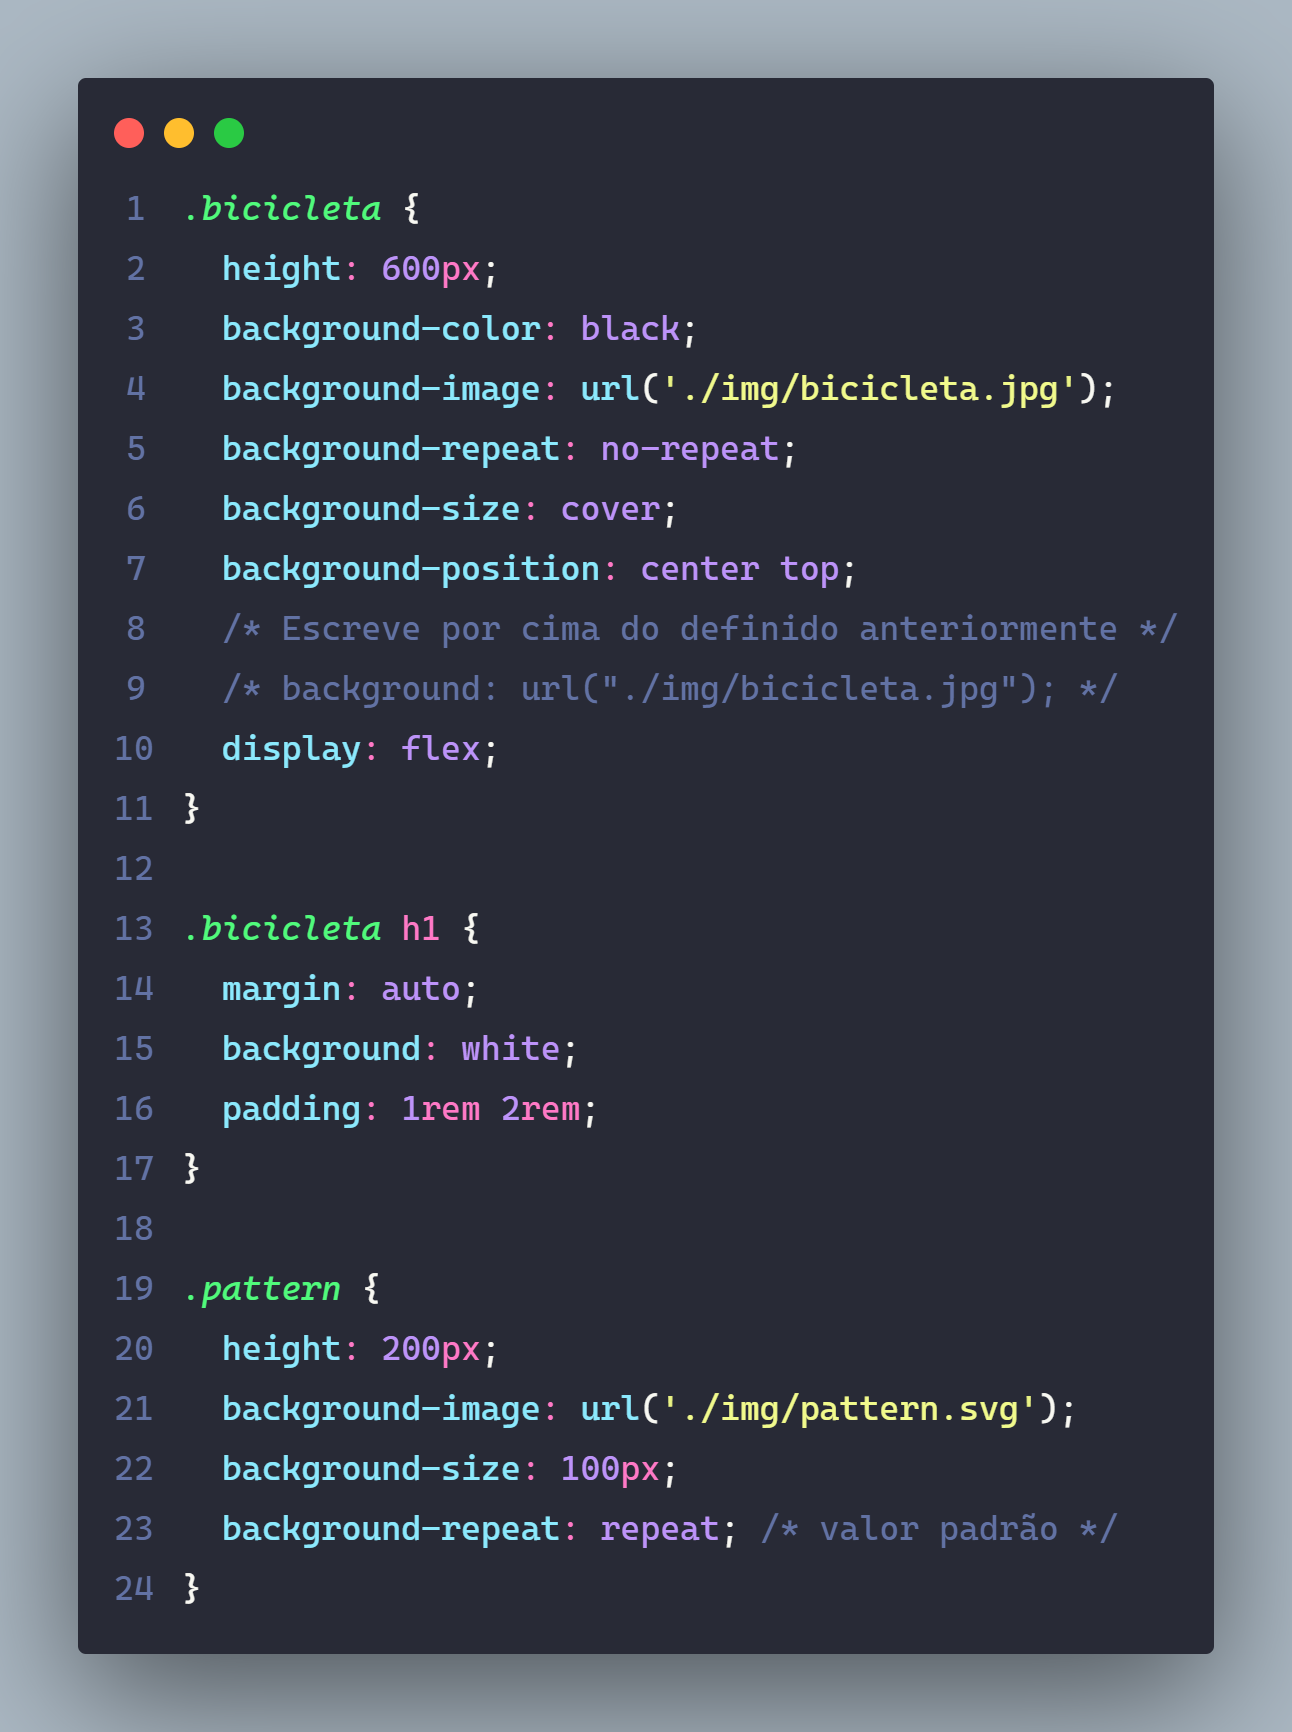 1 .bicicleta {
2   height: 600px;
3   background-color: black;
4   background-image: url('./img/bicicleta.jpg');
5   background-repeat: no-repeat;
6   background-size: cover;
7   background-position: center top;
8   /* Escreve por cima do definido anteriormente */
9   /* background: url("./img/bicicleta.jpg"); */
10   display: flex;
11 }
12
13 .bicicleta h1 {
14   margin: auto;
15   background: white;
16   padding: 1rem 2rem;
17 }
18
19 .pattern {
20   height: 200px;
21   background-image: url('./img/pattern.svg');
22   background-size: 100px;
23   background-repeat: repeat; /* valor padrão */
24 }